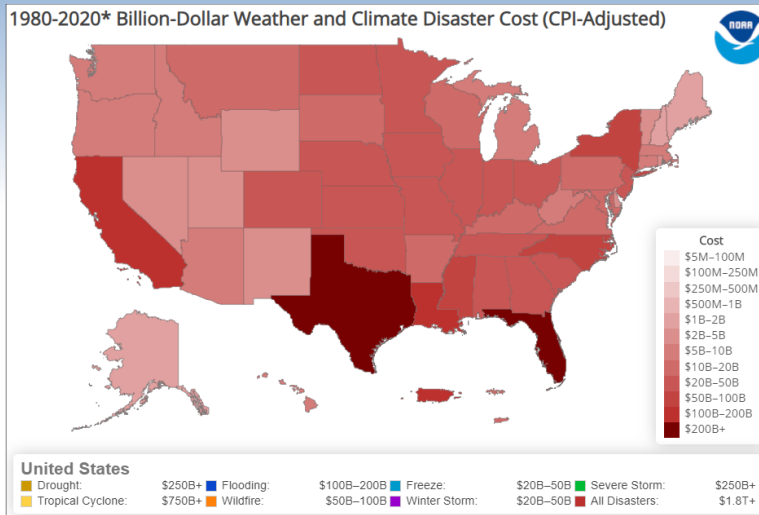 1980-2020* Billion-Dollar Weather and Climate Disaster Cost (CPI-Adjusted)
NOAA
Cost
$5M–100M
$100M–250M
$250M–500M
$500M–1B
$1B–2B
$2B–5B
$5B–10B
$10B–20B
$20B–50B
$50B–100B
$100B–200B
$200B+
United States
Drought: $250B+ Flooding: $100B–200B Freeze: $20B–50B Severe Storm: $250B+
Tropical Cyclone: $750B+ Wildfire: $50B–100B Winter Storm: $20B–50B All Disasters: $1.8T+